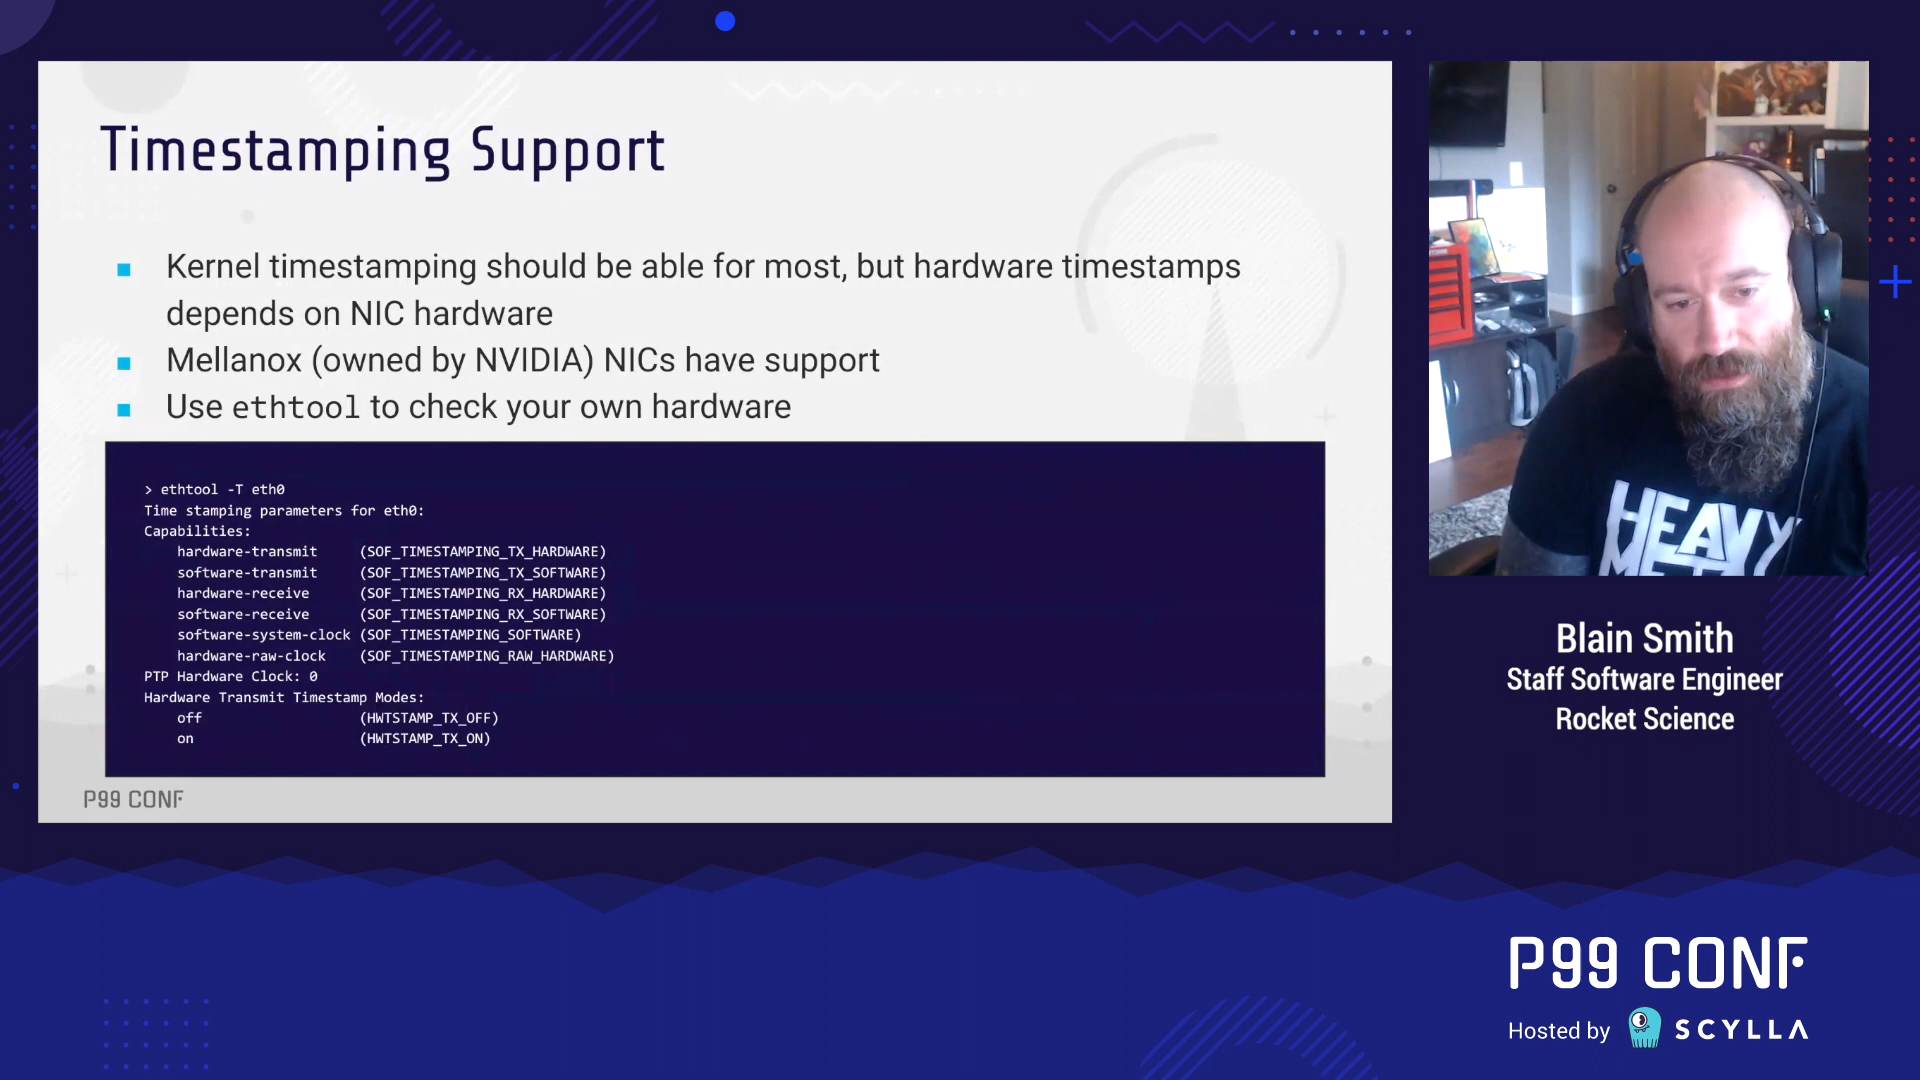 Timestamping Support
Kernel timestamping should be able for most, but hardware timestamps
depends on NIC hardware
Mellanox (owned by NVIDIA) NICs have support
Use ethtool to check your own hardware
> ethtool -T eth0
Time stamping parameters for eth0:
Capabilities:
hardware-transmit (SOF_TIMESTAMPING_TX_HARDWARE)
software-transmit (SOF_TIMESTAMPING_TX_SOFTWARE)
hardware-receive (SOF_TIMESTAMPING_RX_HARDWARE)
software-receive (SOF_TIMESTAMPING_RX_SOFTWARE)
software-system-clock (SOF_TIMESTAMPING_SOFTWARE)
hardware-raw-clock (SOF_TIMESTAMPING_RAW_HARDWARE)
PTP Hardware Clock: 0
Hardware Transmit Timestamp Modes:
off (HWTSTAMP_TX_OFF)
on (HWTSTAMP_TX_ON)
P99 CONF
HEAVY
METAL
Blain Smith
Staff Software Engineer
Rocket Science
P99 CONF
Hosted by SCYLLA